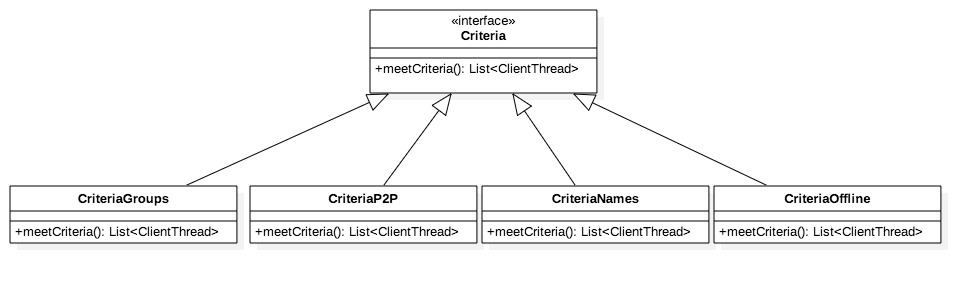 «interface»
Criteria
+meetCriteria(): List<ClientThread>
CriteriaGroups
+meetCriteria(): List<ClientThread>
CriteriaP2P
+meetCriteria(): List<ClientThread>
CriteriaNames
+meetCriteria(): List<ClientThread>
CriteriaOffline
+meetCriteria(): List<ClientThread>